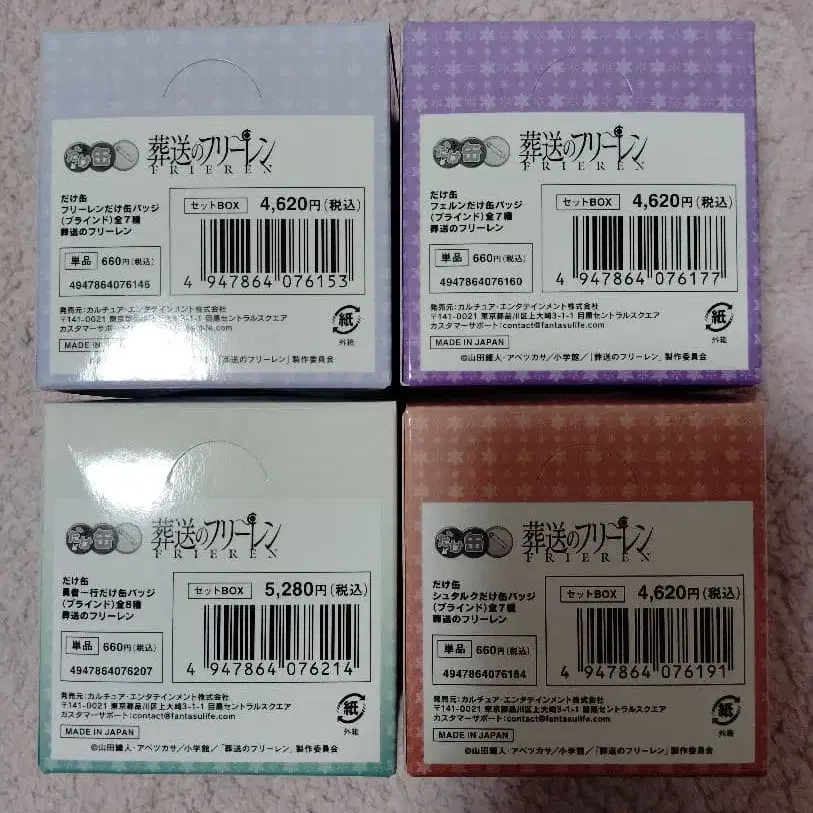 だけ缶
葬送のフリーレン
FRIEREN
だけ缶
フリーレンだけ缶バッジ
(ブラインド)全7種
葬送のフリーレン
セットBOX 4,620円(税込)
4 947864 076153
単品 660円(税込)
4947864076146
発売元:カルチュア・エンタテインメント株式会社
〒141-0021 東京都品川区上大崎3-1-1 目黒セントラルスクエア
カスタマーサポート:contact@fantasulife.com
MADE IN JAPAN
紙
外箱
「葬送のフリーレン」製作委員会
だけ缶
葬送のフリーレン
FRIEREN
だけ缶
フェルンだけ缶バッジ
(ブラインド)全7種
葬送のフリーレン
セットBOX 4,620円(税込)
4 947864 076177
単品 660円(税込)
4947864076160
発売元:カルチュア・エンタテインメント株式会社
〒141-0021 東京都品川区上大崎3-1-1 目黒セントラルスクエア
カスタマーサポート:contact@fantasulife.com
MADE IN JAPAN
紙
外箱
©山田鐘人・アベツカサ/小学館/「葬送のフリーレン」製作委員会
だけ缶
葬送のフリーレン
FRIEREN
だけ缶
勇者一行だけ缶バッジ
(ブラインド)全8種
葬送のフリーレン
セットBOX 5,280円(税込)
4 947864 076214
単品 660円(税込)
4947864076207
発売元:カルチュア・エンタテインメント株式会社
〒141-0021 東京都品川区上大崎3-1-1 目黒セントラルスクエア
カスタマーサポート:contact@fantasulife.com
MADE IN JAPAN
紙
外箱
©山田鐘人・アベツカサ/小学館/「葬送のフリーレン」製作委員会
だけ缶
葬送のフリーレン
FRIEREN
だけ缶
シュタルクだけ缶バッジ
(ブラインド)全7種
葬送のフリーレン
セットBOX 4,620円(税込)
4 947864 076191
単品 660円(税込)
4947864076184
発売元:カルチュア・エンタテインメント株式会社
〒141-0021 東京都品川区上大崎3-1-1 目黒セントラルスクエア
カスタマーサポート:contact@fantasulife.com
MADE IN JAPAN
紙
外箱
©山田鐘人・アベツカサ/小学館/「葬送のフリーレン」製作委員会